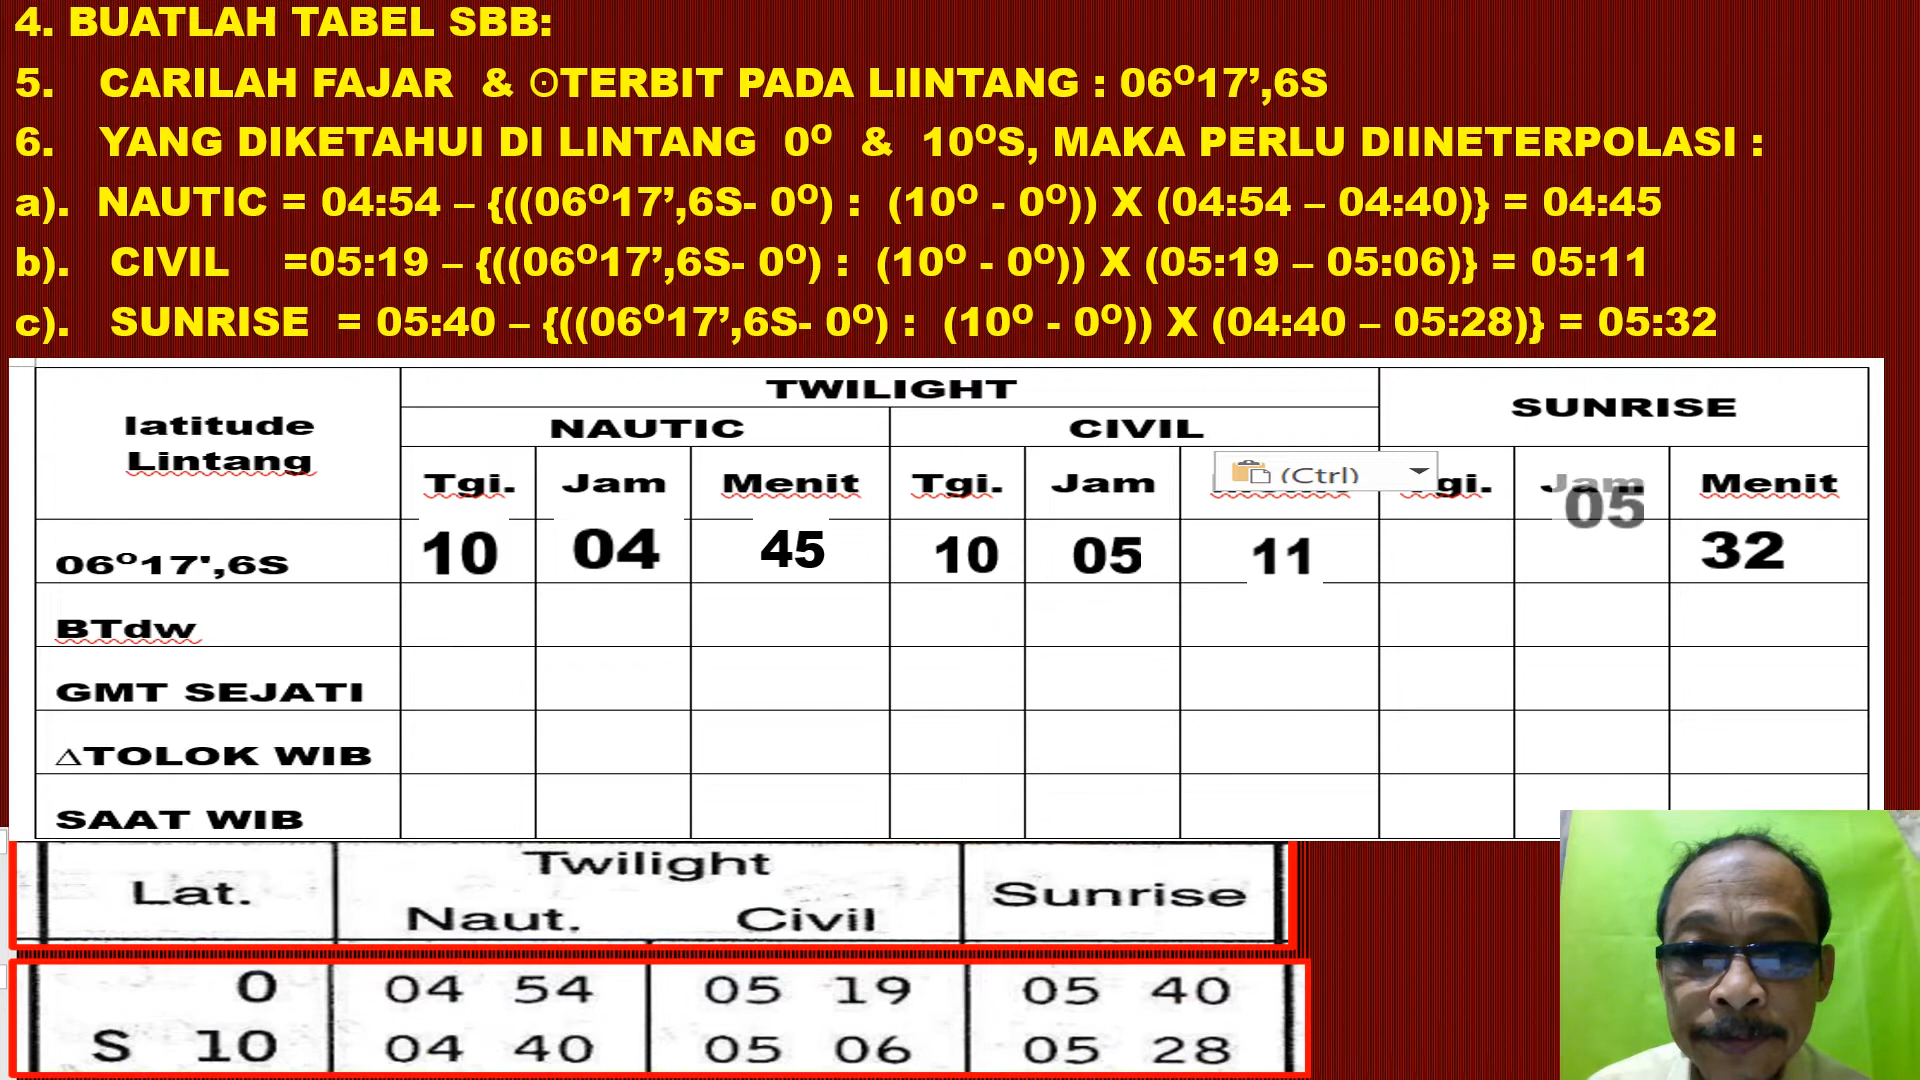 4. BUATLAH TABEL SBB:
5. CARILAH FAJAR & ⊙TERBIT PADA LIINTANG : 06⁰17’,6S
6. YANG DIKETAHUI DI LINTANG 0⁰ & 10⁰S, MAKA PERLU DIINETERPOLASI :
a). NAUTIC = 04:54 – {((06⁰17’,6S- 0⁰) : (10⁰ - 0⁰)) X (04:54 – 04:40)} = 04:45
b). CIVIL =05:19 – {((06⁰17’,6S- 0⁰) : (10⁰ - 0⁰)) X (05:19 – 05:06)} = 05:11
c). SUNRISE = 05:40 – {((06⁰17’,6S- 0⁰) : (10⁰ - 0⁰)) X (04:40 – 05:28)} = 05:32
latitude Lintang TWILIGHT SUNRISE
NAUTIC CIVIL
Tgi. Jam Menit Tgi. Jam (Ctrl) gi. Jam Menit
06⁰17',6S 10 04 45 10 05 11 05 32
BTdw
GMT SEJATI
∆TOLOK WIB
SAAT WIB
Lat. Twilight Sunrise
Naut. Civil
0 04 54 05 19 05 40
S 10 04 40 05 06 05 28